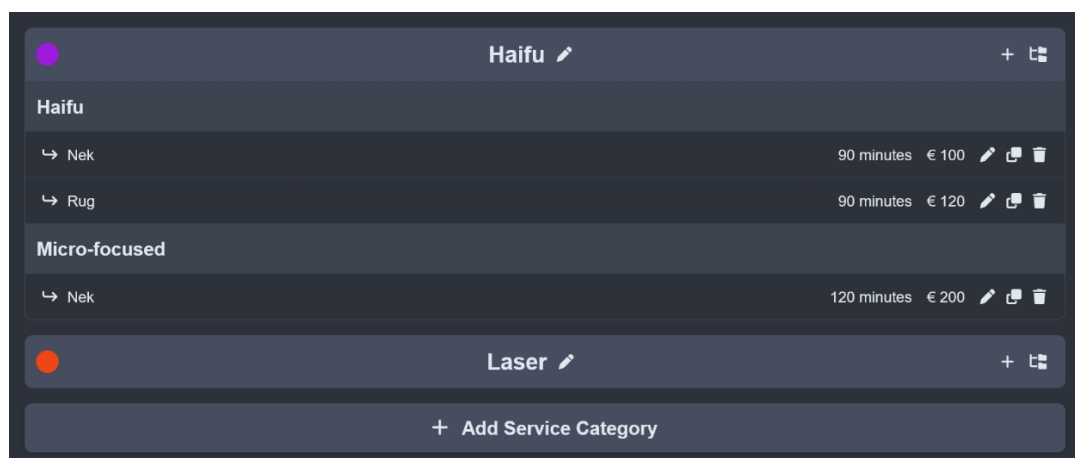 Haifu
Haifu
Nek 90 minutes € 100
Rug 90 minutes € 120
Micro-focused
Nek 120 minutes € 200
Laser
+ Add Service Category